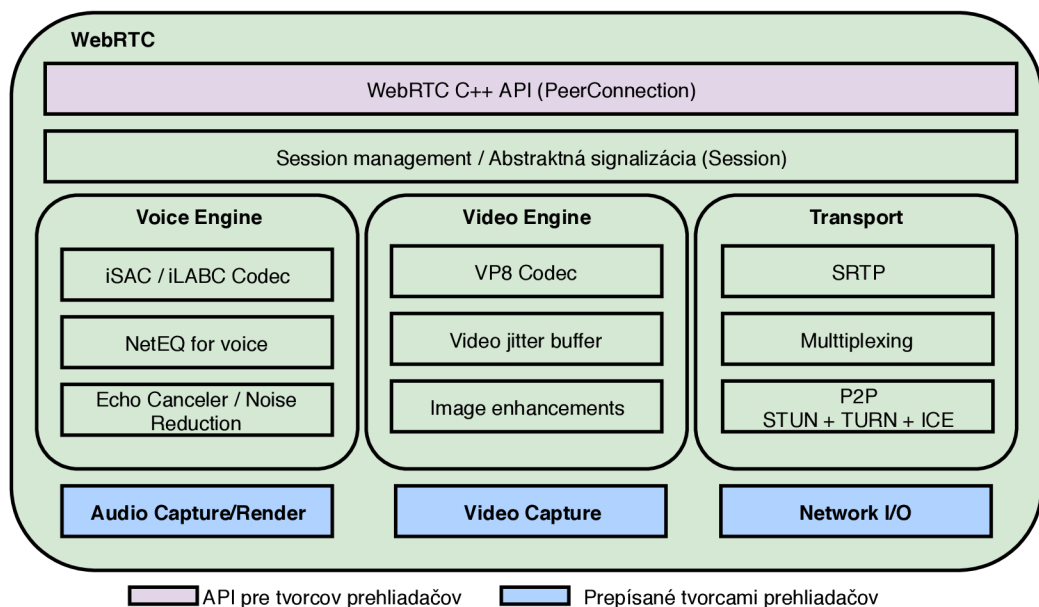 WebRTC
WebRTC C++ API (PeerConnection)
Session management / Abstraktná signalizácia (Session)
Voice Engine
iSAC / iLABC Codec
NetEQ for voice
Echo Canceler / Noise
Reduction
Video Engine
VP8 Codec
Video jitter buffer
Image enhancements
Transport
SRTP
Multtiplexing
P2P
STUN + TURN + ICE
Audio Capture/Render
Video Capture
Network I/O
API pre tvorcov prehliadačov
Prepísané tvorcami prehliadačov